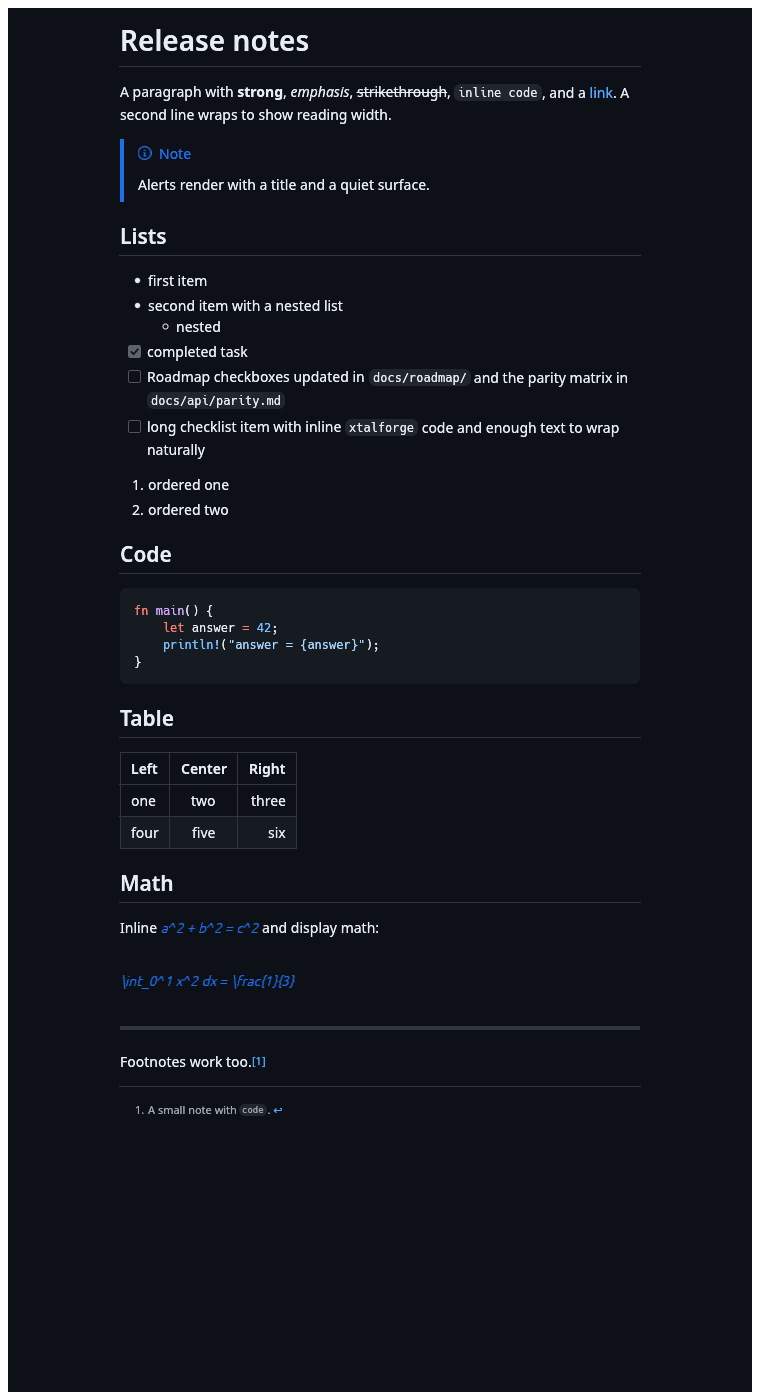 Release notes
A paragraph with strong, emphasis, strikethrough, inline code, and a link. A
second line wraps to show reading width.
Note
Alerts render with a title and a quiet surface.
Lists
• first item
• second item with a nested list
◦ nested
completed task
Roadmap checkboxes updated in docs/roadmap/ and the parity matrix in
docs/api/parity.md
long checklist item with inline xtalforge code and enough text to wrap
naturally
1. ordered one
2. ordered two
Code
fn main() {
    let answer = 42;
    println!("answer = {answer}");
}
Table
Left Center Right
one two three
four five six
Math
Inline a^2 + b^2 = c^2 and display math:
\int_0^1 x^2 dx = \frac{1}{3}
Footnotes work too.[1]
1. A small note with code. ↩